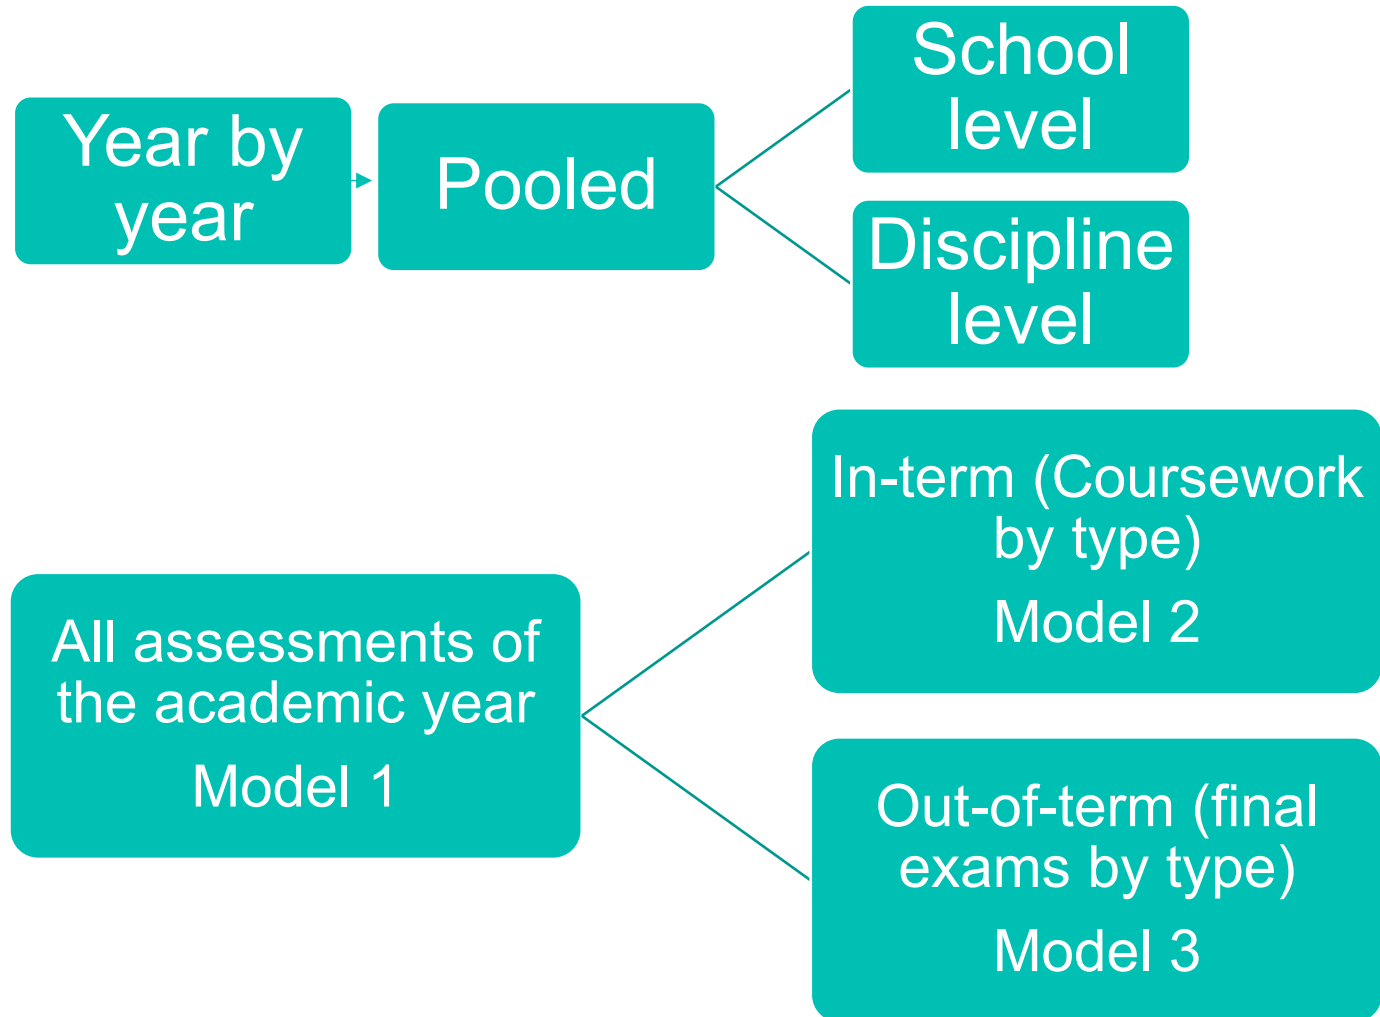 Year by
year
Pooled
School
level
Discipline
level
All assessments of
the academic year
Model 1
In-term (Coursework
by type)
Model 2
Out-of-term (final
exams by type)
Model 3